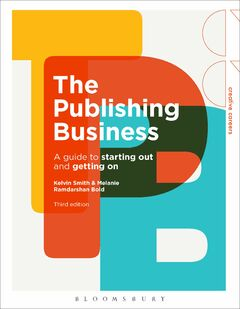 The
Publishing
Business
A guide to starting out
and getting on
Kelvin Smith & Melanie
Ramdarshan Bold
Third edition
creative careers
TPB
BLOOMSBURY